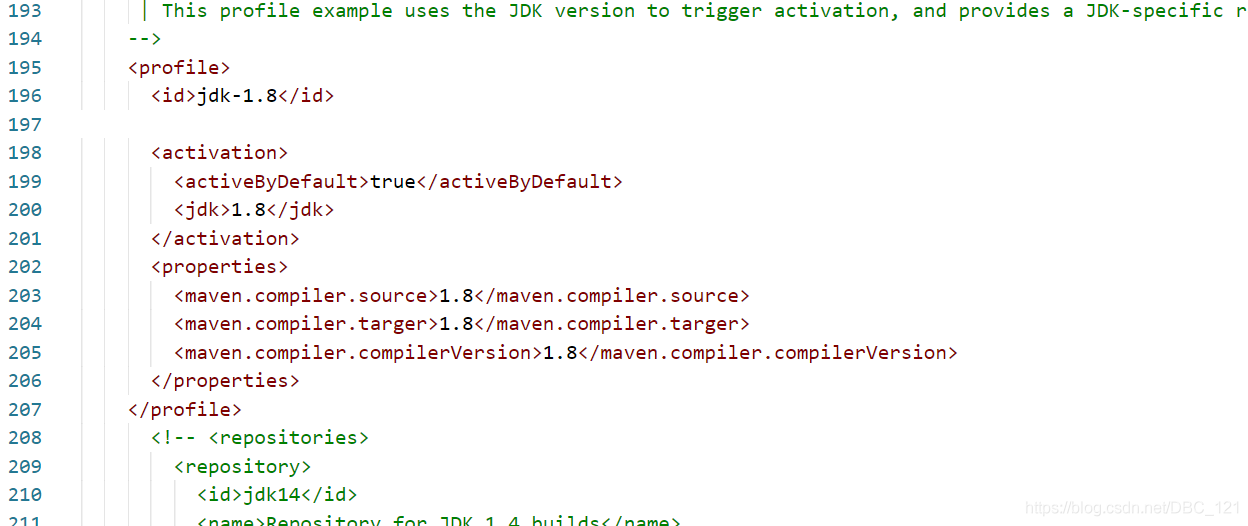 193 | This profile example uses the JDK version to trigger activation, and provides a JDK-specific r
194 -->
195 <profile>
196 <id>jdk-1.8</id>
197
198 <activation>
199 <activeByDefault>true</activeByDefault>
200 <jdk>1.8</jdk>
201 </activation>
202 <properties>
203 <maven.compiler.source>1.8</maven.compiler.source>
204 <maven.compiler.targer>1.8</maven.compiler.targer>
205 <maven.compiler.compilerVersion>1.8</maven.compiler.compilerVersion>
206 </properties>
207 </profile>
208 <!-- <repositories>
209 <repository>
210 <id>jdk14</id>
211 <name>Repository for JDK 1.4 builds</name>
https://blog.csdn.net/DBC_121